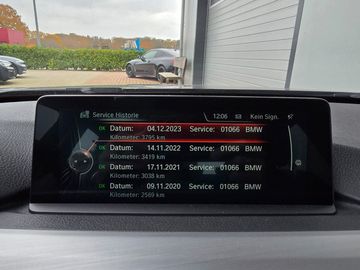 Service Historie
12:06
Kein Sign.
OK Datum: 04.12.2023 Service: 01066 BMW
Kilometer: 3795 km
OK Datum: 14.11.2022 Service: 01066 BMW
Kilometer: 3419 km
OK Datum: 17.11.2021 Service: 01066 BMW
Kilometer: 3038 km
OK Datum: 09.11.2020 Service: 01066 BMW
Kilometer: 2569 km